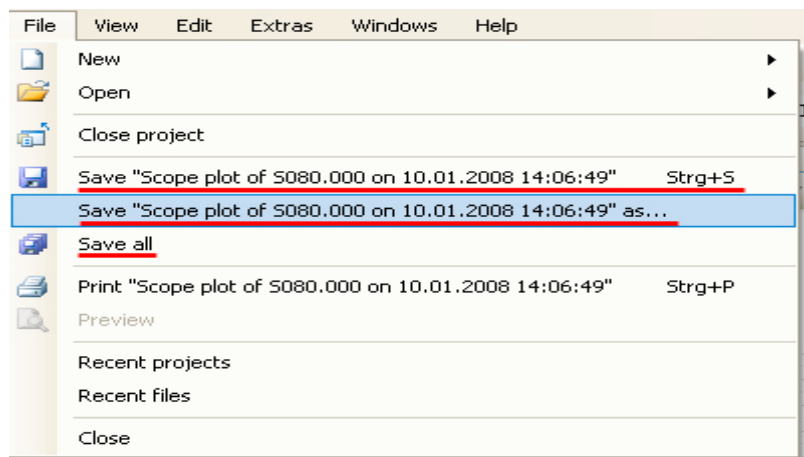 File View Edit Extras Windows Help
New
Open
Close project
Save "Scope plot of S080.000 on 10.01.2008 14:06:49" Strg+S
Save "Scope plot of S080.000 on 10.01.2008 14:06:49" as...
Save all
Print "Scope plot of S080.000 on 10.01.2008 14:06:49" Strg+P
Preview
Recent projects
Recent files
Close